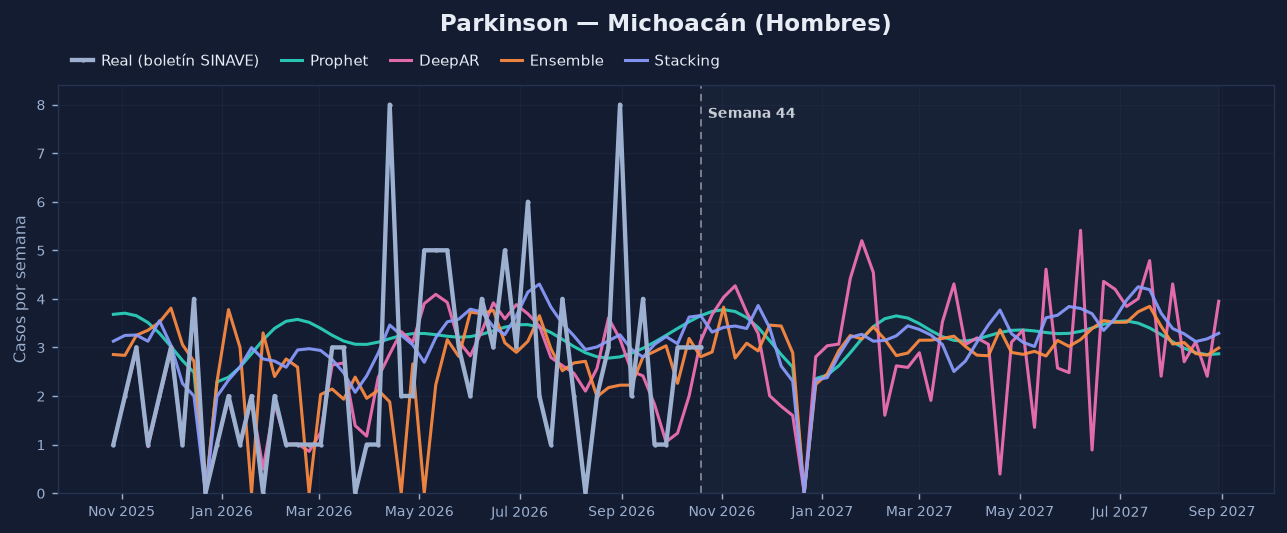 Parkinson — Michoacán (Hombres)
Real (boletín SINAVE) Prophet DeepAR Ensemble Stacking
Semana 44
Casos por semana
8
7
6
5
4
3
2
1
0
Nov 2025 Jan 2026 Mar 2026 May 2026 Jul 2026 Sep 2026 Nov 2026 Jan 2027 Mar 2027 May 2027 Jul 2027 Sep 2027